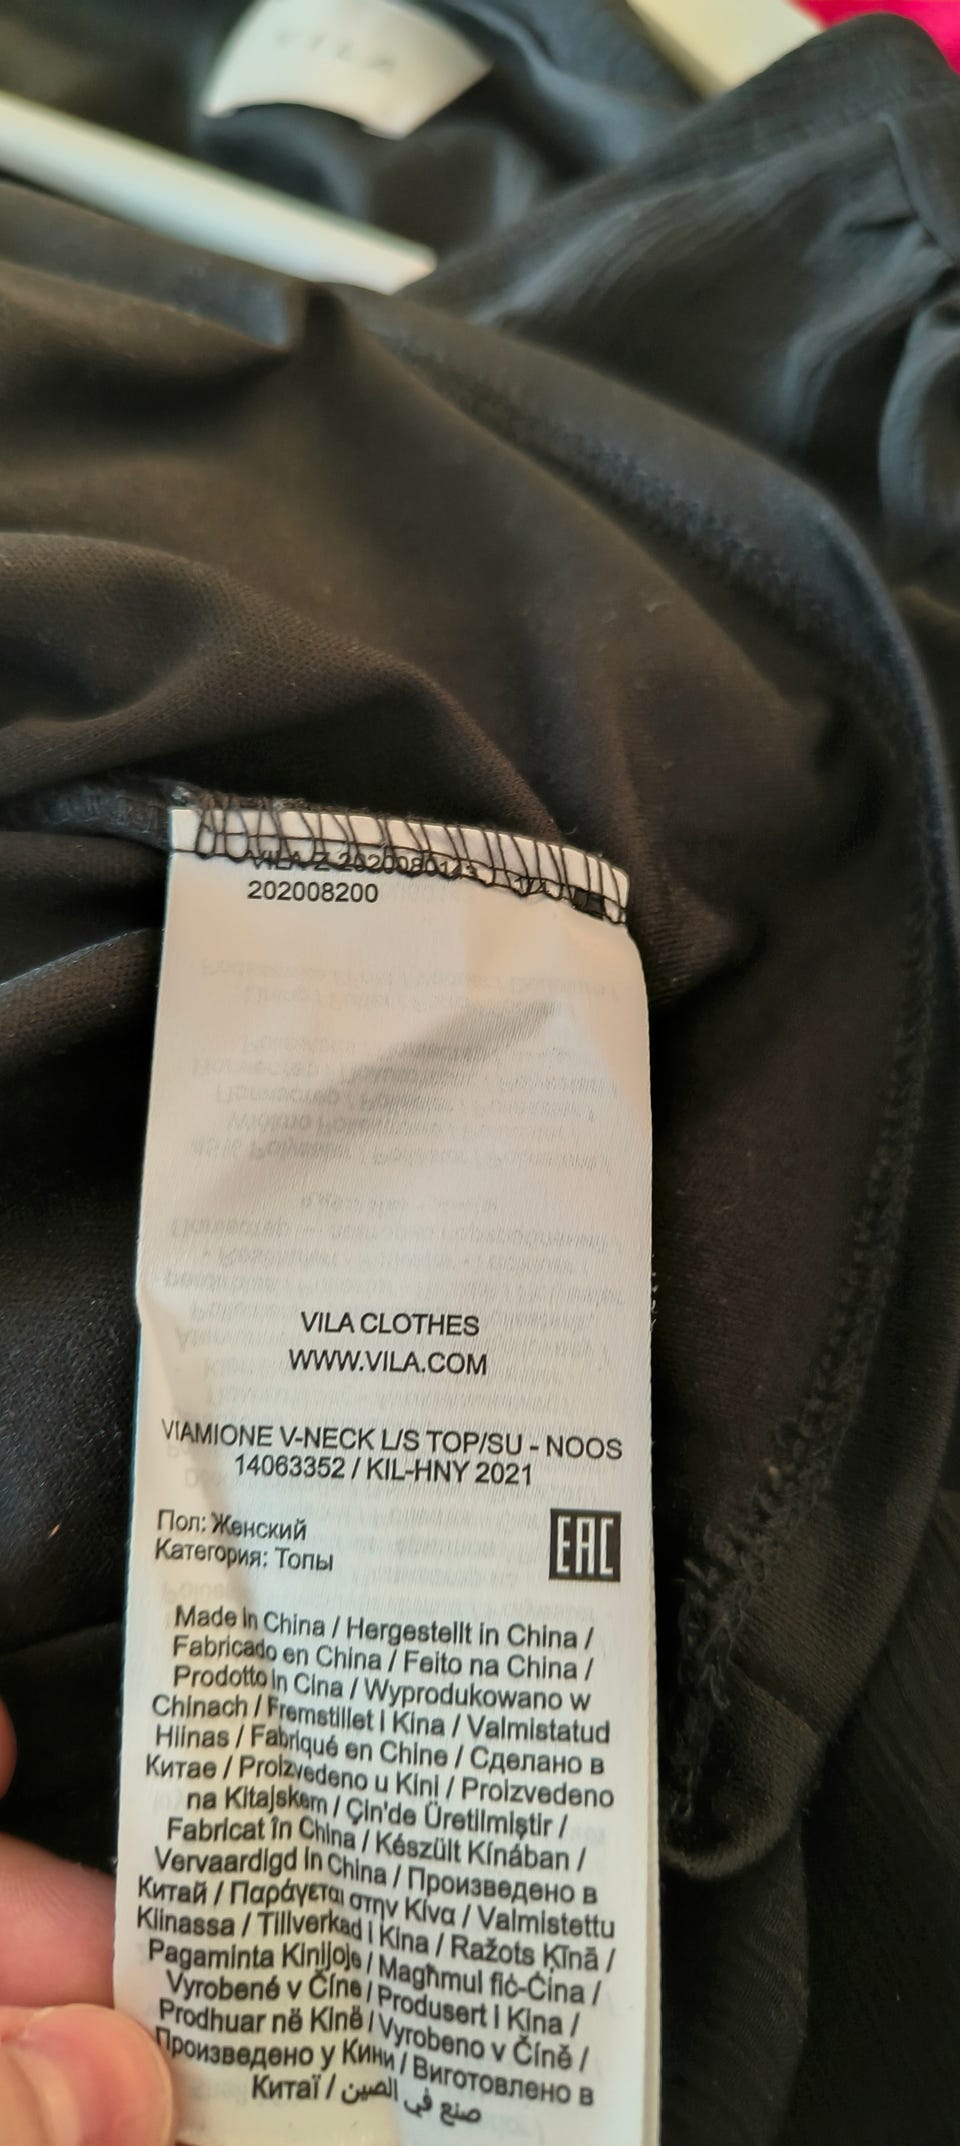 VILA
202008200
VILA CLOTHES
WWW.VILA.COM
VIAMIONE V-NECK L/S TOP/SU - NOOS
14063352 / KIL-HNY 2021
Пол: Женский
Категория: Топы
EAC
Made in China / Hergestellt in China /
Fabricado en China / Feito na China /
Prodotto in Cina / Wyprodukowano w
Chinach / Fremstillet i Kina / Valmistatud
Hiinas / Fabriqué en Chine / Сделано в
Китае / Proizvedeno u Kini / Proizvedeno
na Kitajskem / Çin'de Üretilmiştir /
Fabricat în China / Készült Kínában /
Vervaardigd in China / Произведено в
Китай / Παράγεται στην Κίνα / Valmistettu
Kiinassa / Tillverkad i Kina / Ražots Ķīnā /
Pagaminta Kinijoje / Magħmul fiċ-Ċina /
Vyrobené v Číne / Produsert i Kina /
Prodhuar në Kinë / Vyrobeno v Číně /
Произведено у Кини / Виготовлено в
Китаї / صنع في الصين